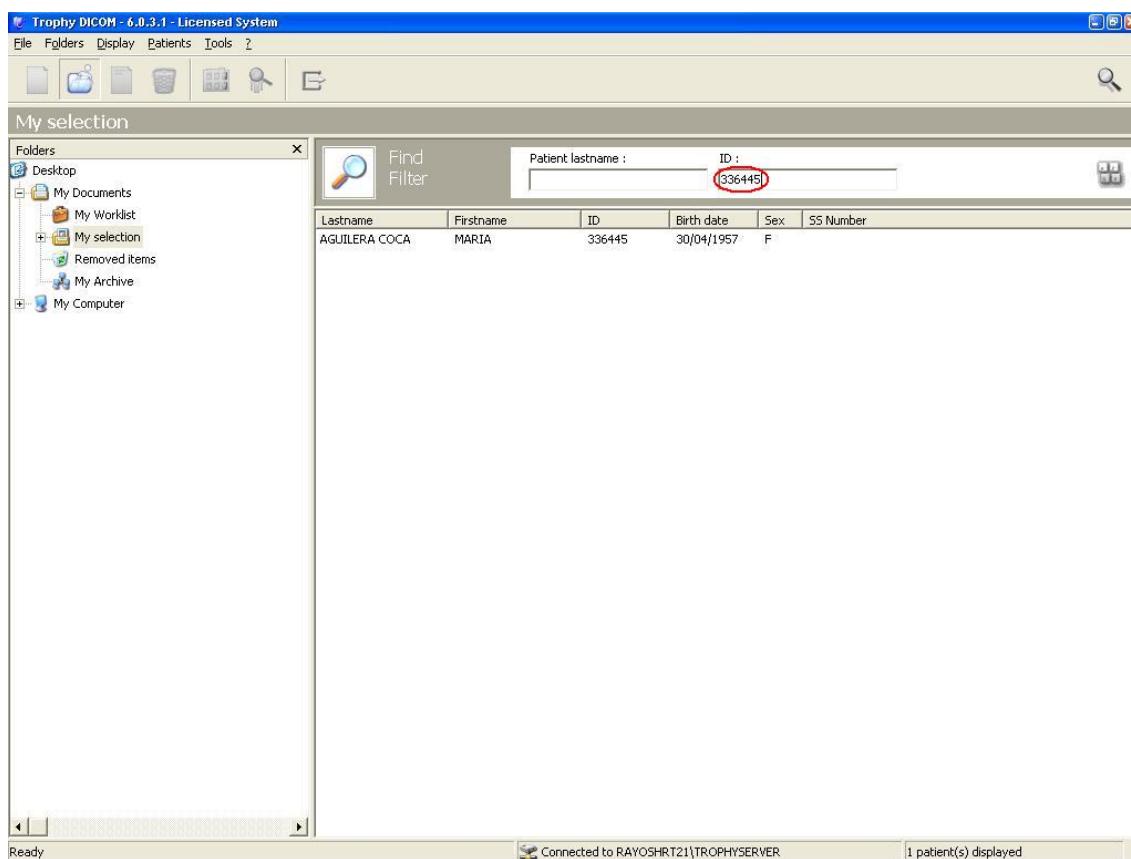 Trophy DICOM - 6.0.3.1 - Licensed System
File Folders Display Patients Tools ?
My selection
Folders
Desktop
My Documents
My Worklist
My selection
Removed items
My Archive
My Computer
Find
Filter
Patient lastname : ID :
336445
Lastname Firstname ID Birth date Sex SS Number
AGUILERA COCA MARIA 336445 30/04/1957 F
Ready Connected to RAYOSHRT21\TROPHYSERVER 1 patient(s) displayed